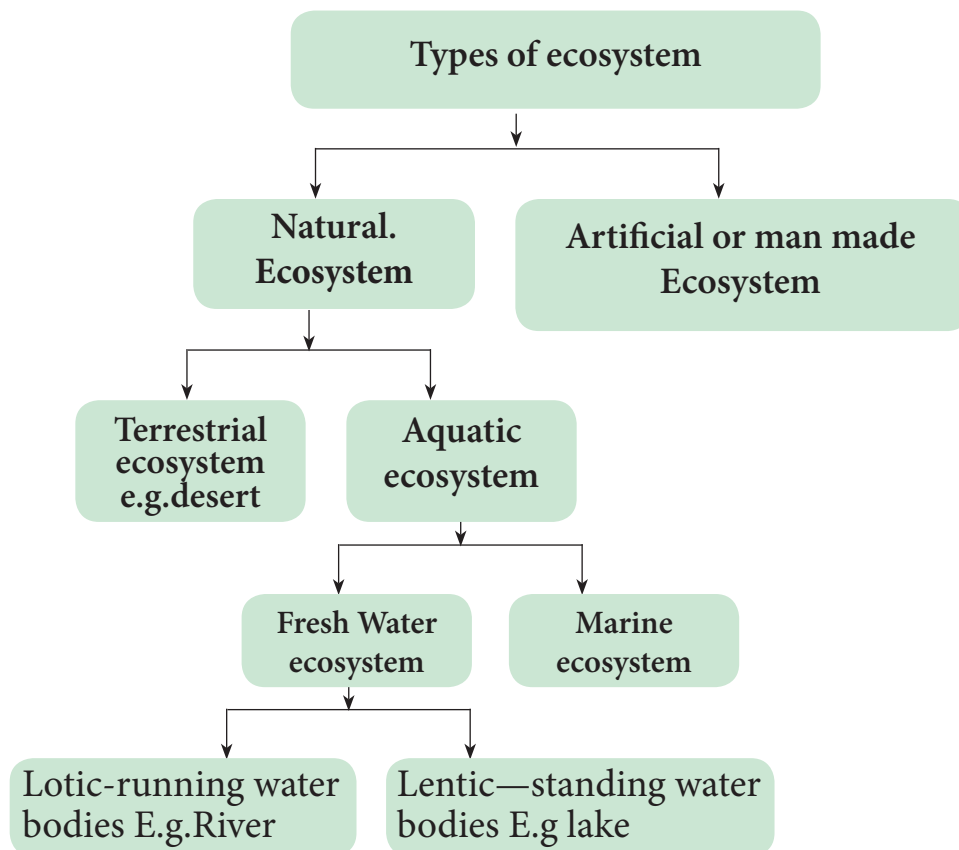 Types of ecosystem
Natural.
Ecosystem
Artificial or man made
Ecosystem
Terrestrial
ecosystem
e.g.desert
Aquatic
ecosystem
Fresh Water
ecosystem
Marine
ecosystem
Lotic-running water
bodies E.g.River
Lentic—standing water
bodies E.g lake